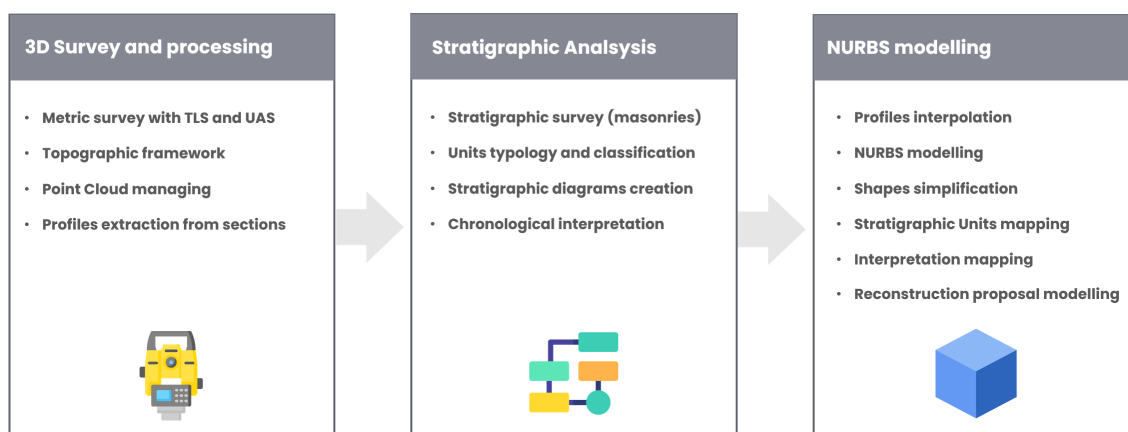 3D Survey and processing
• Metric survey with TLS and UAS
• Topographic framework
• Point Cloud managing
• Profiles extraction from sections
Stratigraphic Analsysis
• Stratigraphic survey (masonries)
• Units typology and classification
• Stratigraphic diagrams creation
• Chronological interpretation
NURBS modelling
• Profiles interpolation
• NURBS modelling
• Shapes simplification
• Stratigraphic Units mapping
• Interpretation mapping
• Reconstruction proposal modelling